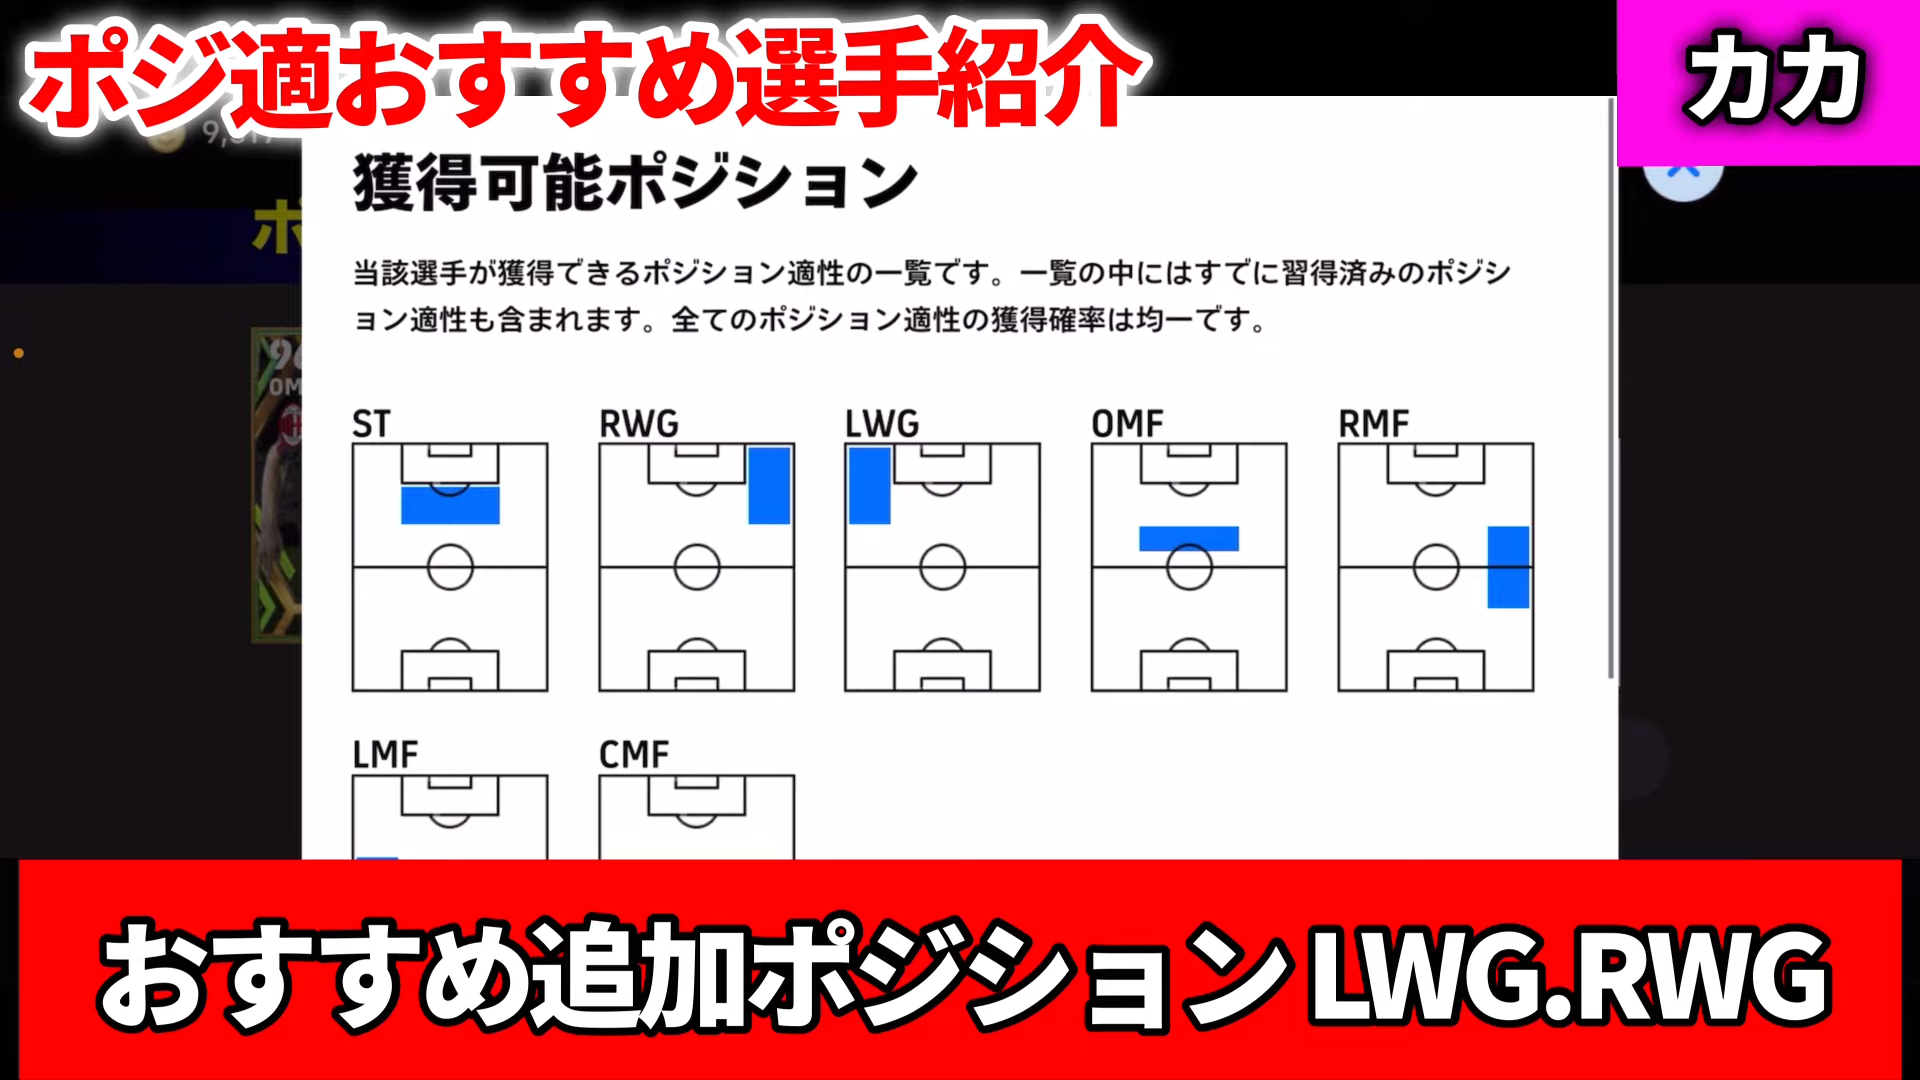 ポジ適おすすめ選手紹介
カカ
獲得可能ポジション
当該選手が獲得できるポジション適性の一覧です。一覧の中にはすでに習得済みのポジシ
ョン適性も含まれます。全てのポジション適性の獲得確率は均一です。
ST RWG LWG OMF RMF
LMF CMF
おすすめ追加ポジション LWG.RWG